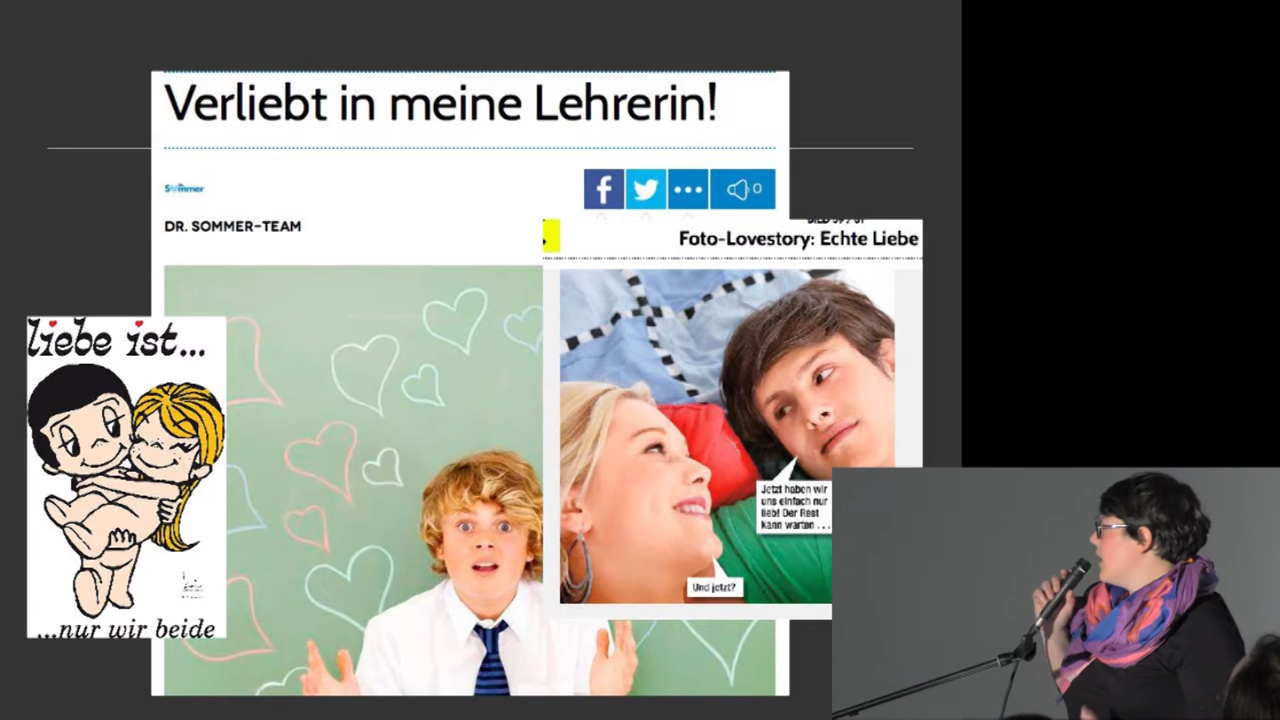 Verliebt in meine Lehrerin!
Sommer
0
DR. SOMMER-TEAM
Foto-Lovestory: Echte Liebe
liebe ist...
...nur wir beide
Jetzt haben wir
uns einfach nur
lieb! Der Rest
kann warten ...
Und jetzt?